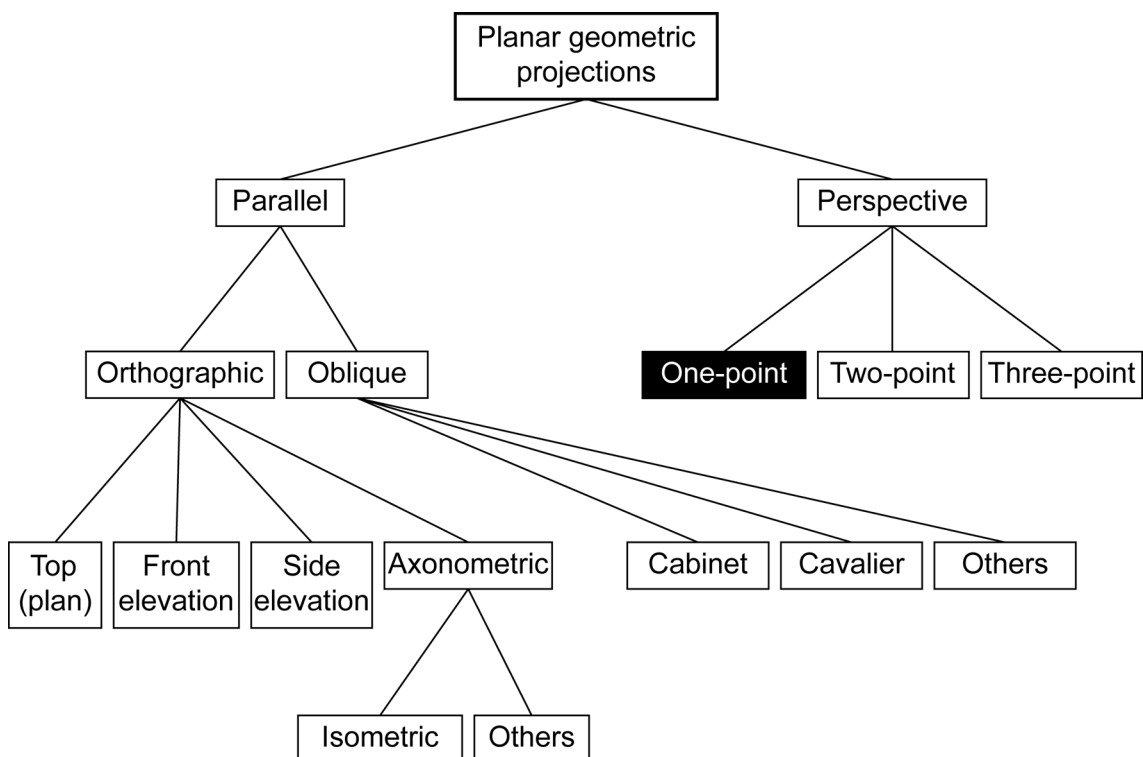 Planar geometric
projections
Parallel
Perspective
Orthographic
Oblique
One-point
Two-point
Three-point
Top
(plan)
Front
elevation
Side
elevation
Axonometric
Cabinet
Cavalier
Others
Isometric
Others